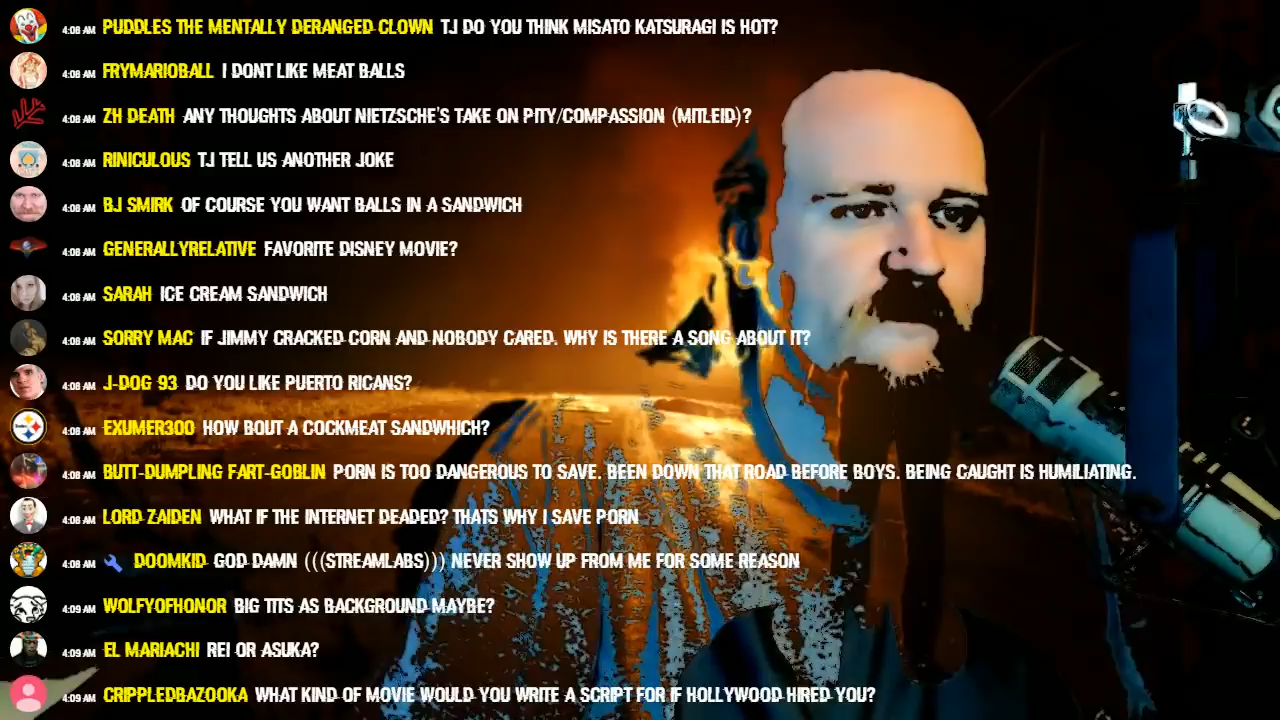 4:08 AM PUDDLES THE MENTALLY DERANGED CLOWN TJ DO YOU THINK MISATO KATSURAGI IS HOT?
4:08 AM FRYMARIOBALL I DONT LIKE MEAT BALLS
4:08 AM ZH DEATH ANY THOUGHTS ABOUT NIETZSCHE'S TAKE ON PITY/COMPASSION (MITLEID)?
4:08 AM RINICULOUS TJ TELL US ANOTHER JOKE
4:08 AM BJ SMIRK OF COURSE YOU WANT BALLS IN A SANDWICH
4:08 AM GENERALLYRELATIVE FAVORITE DISNEY MOVIE?
4:08 AM SARAH ICE CREAM SANDWICH
4:08 AM SORRY MAC IF JIMMY CRACKED CORN AND NOBODY CARED. WHY IS THERE A SONG ABOUT IT?
4:08 AM J-DOG 93 DO YOU LIKE PUERTO RICANS?
4:08 AM EXUMER300 HOW BOUT A COCKMEAT SANDWHICH?
4:08 AM BUTT-DUMPLING FART-GOBLIN PORN IS TOO DANGEROUS TO SAVE. BEEN DOWN THAT ROAD BEFORE BOYS. BEING CAUGHT IS HUMILIATING.
4:08 AM LORD ZAIDEN WHAT IF THE INTERNET DEADED? THATS WHY I SAVE PORN
4:08 AM DOOMKID GOD DAMN (((STREAMLABS))) NEVER SHOW UP FROM ME FOR SOME REASON
4:09 AM WOLFYOFHONOR BIG TITS AS BACKGROUND MAYBE?
4:09 AM EL MARIACHI REI OR ASUKA?
4:09 AM CRIPPLEDBAZOOKA WHAT KIND OF MOVIE WOULD YOU WRITE A SCRIPT FOR IF HOLLYWOOD HIRED YOU?